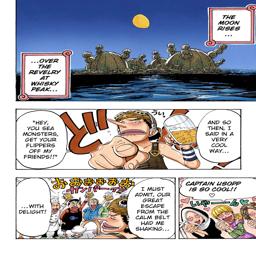 THE
MOON
RISES
...
...OVER
THE
REVELRY
AT
WHISKY
PEAK...
"HEY,
YOU SEA
MONSTERS,
GET YOUR
FLIPPERS
OFF MY
FRIENDS!!"
AND SO
THEN, I
SAID IN A
VERY
COOL
WAY...
...WITH
DELIGHT!
I MUST
ADMIT, OUR
GREAT
ESCAPE
FROM THE
CALM BELT
HAD ME
SHAKING...
CAPTAIN USOPP
IS SO COOL!!